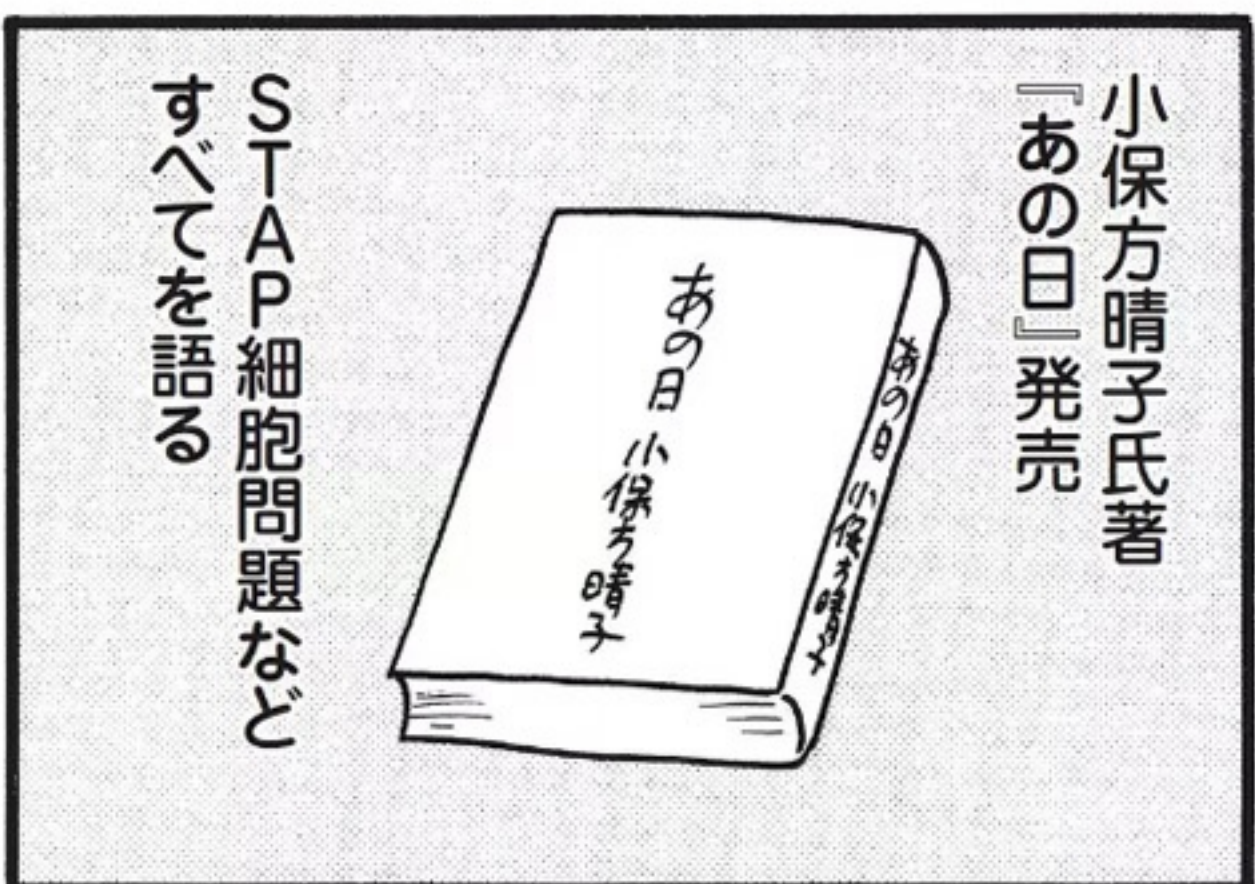 小保方晴子氏著
『あの日』発売
あの日 小保方晴子
あの日 小保方晴子
STAP細胞問題など
すべてを語る